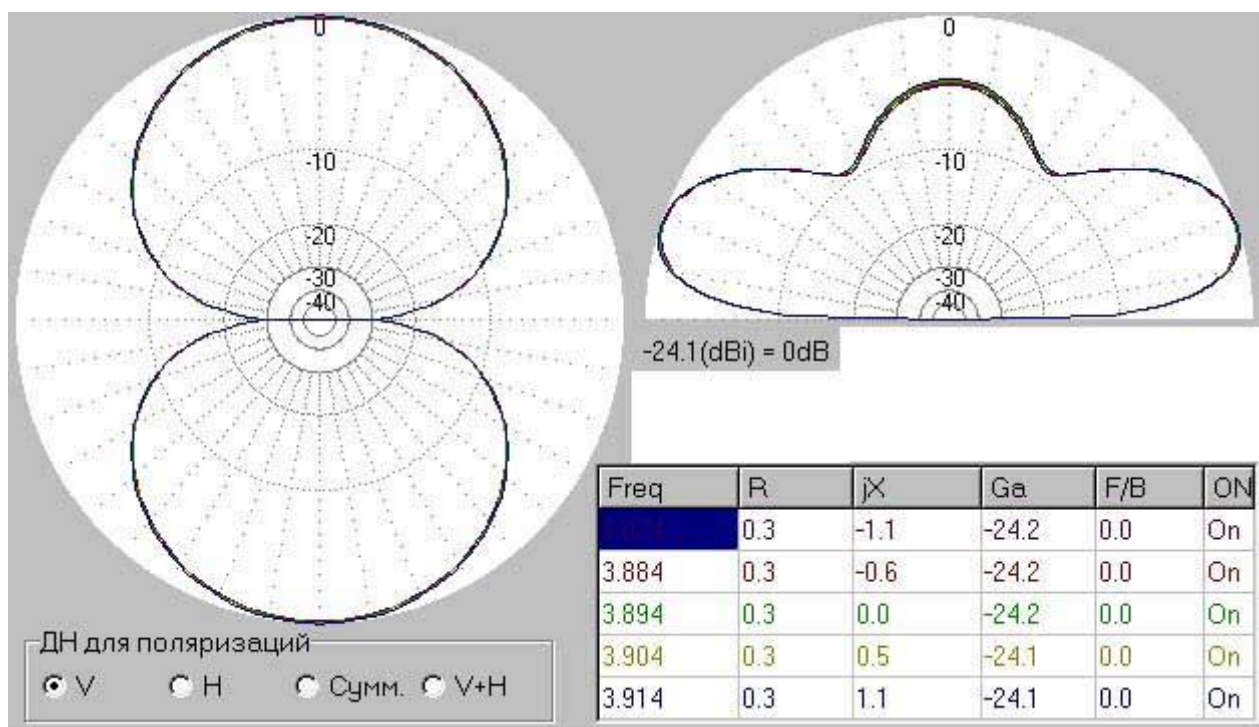 0
-10
-20
-30
-40
0
-10
-20
-30
-40
-24.1(dBi) = 0dB
Freq R jX Ga F/B ON
0.3 -1.1 -24.2 0.0 On
3.884 0.3 -0.6 -24.2 0.0 On
3.894 0.3 0.0 -24.2 0.0 On
3.904 0.3 0.5 -24.1 0.0 On
3.914 0.3 1.1 -24.1 0.0 On
ДН для поляризаций
V H Сумм. V+H